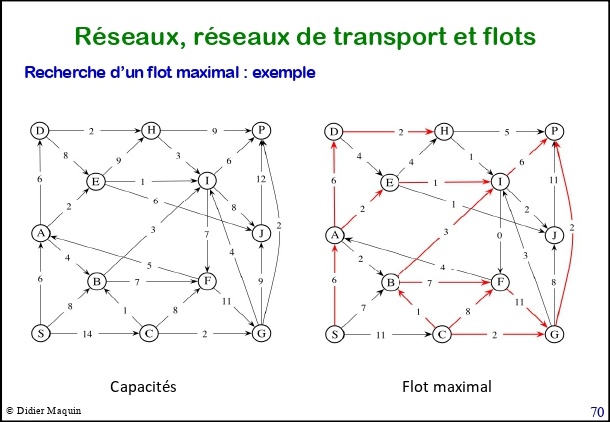 Réseaux, réseaux de transport et flots
Recherche d'un flot maximal : exemple
D 2 H 9 P
8 9 3 6
6 E 1 I 12
2 6 8
A 3 7 J 2
4 5 4
6 B 7 F 9
8 1 8 11
S 14 C 2 G
D 2 H 5 P
4 4 1 6
6 E 1 I 11
2 1 2
A 3 0 J 2
2 4 3
6 B 7 F 8
7 1 8 11
S 11 C 2 G
Capacités
Flot maximal
© Didier Maquin
70